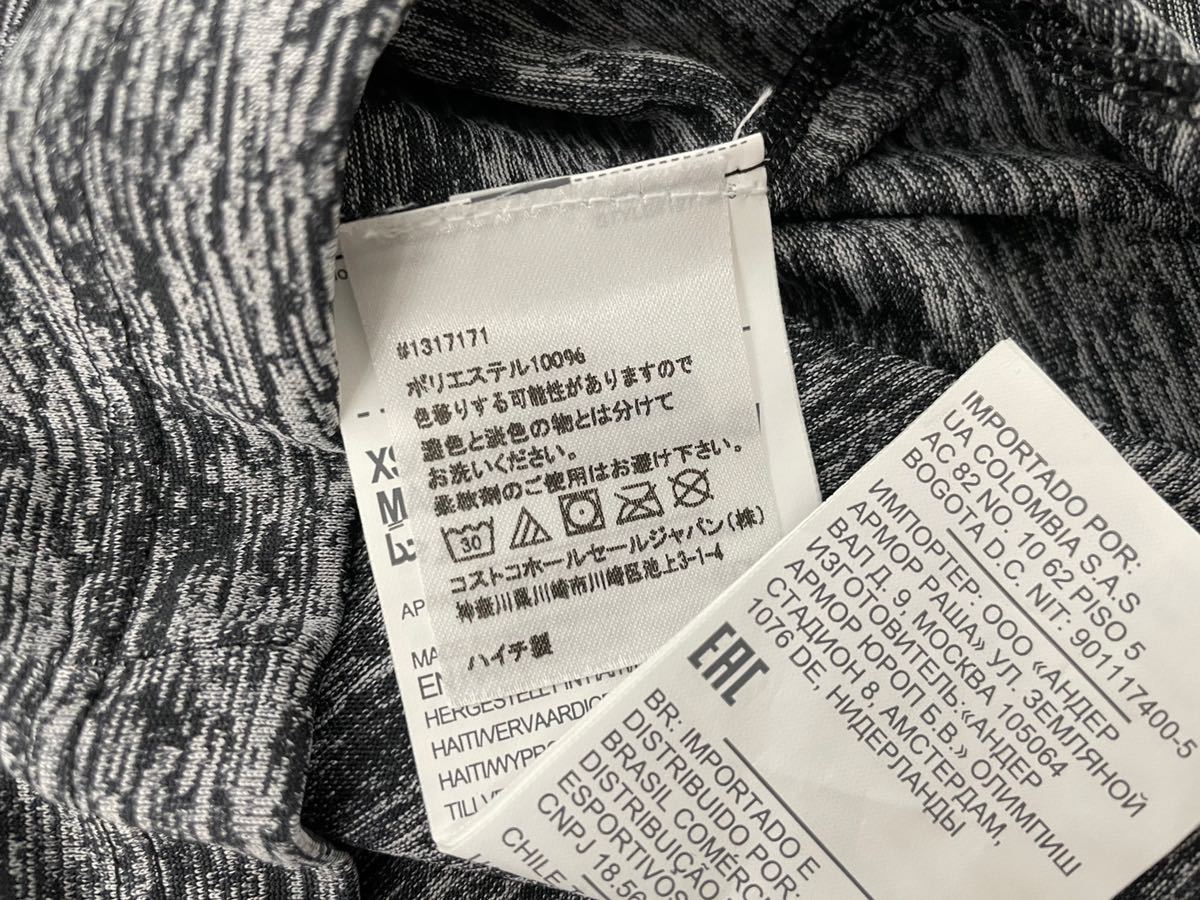 #1317171
ポリエステル100%
色移りする可能性がありますので
濃色と淡色の物とは分けて
お洗いください。
柔軟剤のご使用はお避け下さい。
30
コストコホールセールジャパン(株)
神奈川県川崎市川崎区池上3-1-4
ハイチ製
XS
M
AP
MA
EN
HERGESTELLT IN HAITI
HAITI/VERVAARDIG
HAITI/WYPR
TILLV
IMPORTADO POR:
UA COLOMBIA S.A.S
AC 82 NO. 10 62 PISO 5
BOGOTA D.C. NIT: 901117400-5
ИМПОРТЕР: ООО «АНДЕР
АРМОР РАША» УЛ. ЗЕМЛЯНОЙ
ВАЛ Д. 9, МОСКВА 105064
ИЗГОТОВИТЕЛЬ:«АНДЕР
АРМОР ЮРОП Б.В.» ОЛИМПИШ
СТАДИОН 8, АМСТЕРДАМ,
1076 DE, НИДЕРЛАНДЫ
EAC
BR: IMPORTADO E
DISTRIBUIDO POR:
BRASIL COMÉRC
DISTRIBUIÇÃO
ESPORTIVOS
CNPJ 18.56
CHILE